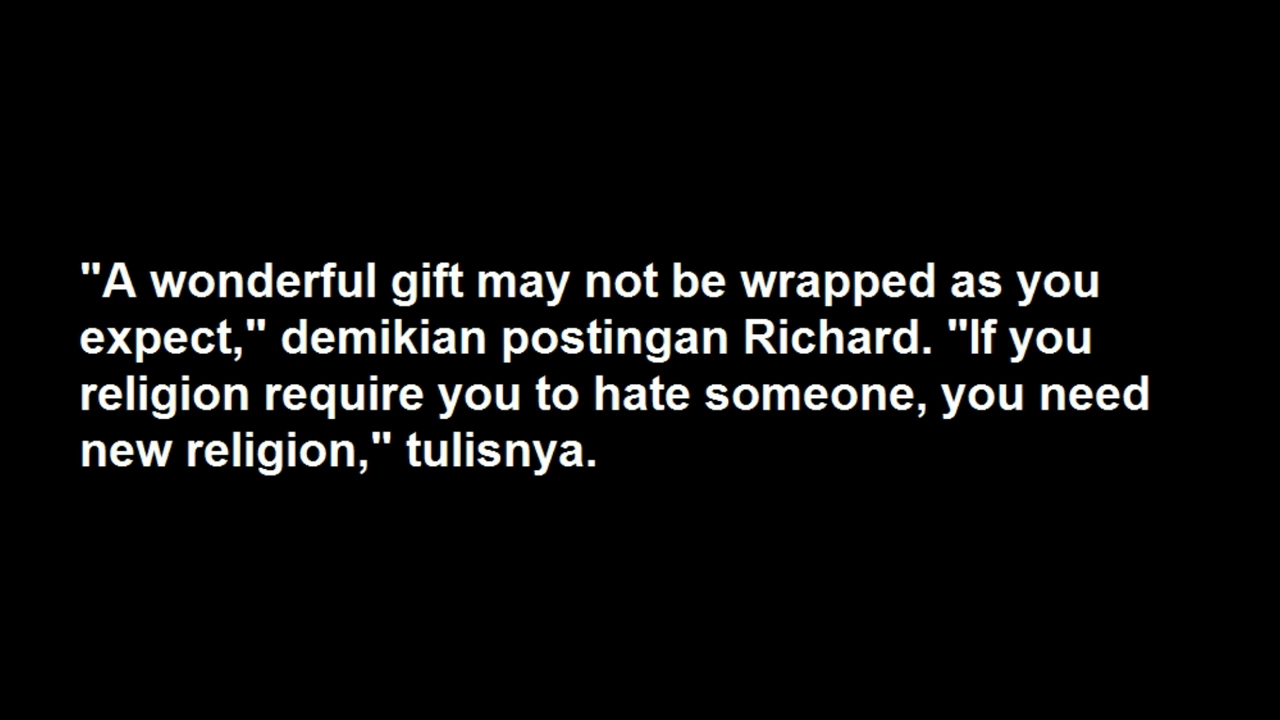 "A wonderful gift may not be wrapped as you
expect," demikian postingan Richard. "If you
religion require you to hate someone, you need
new religion," tulisnya.